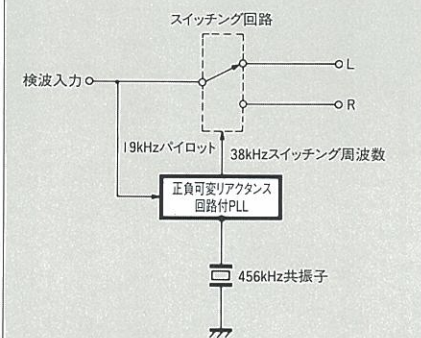 スイッチング回路
検波入力
L
R
19kHzパイロット
38kHzスイッチング周波数
正負可変リアクタンス
回路付PLL
456kHz共振子